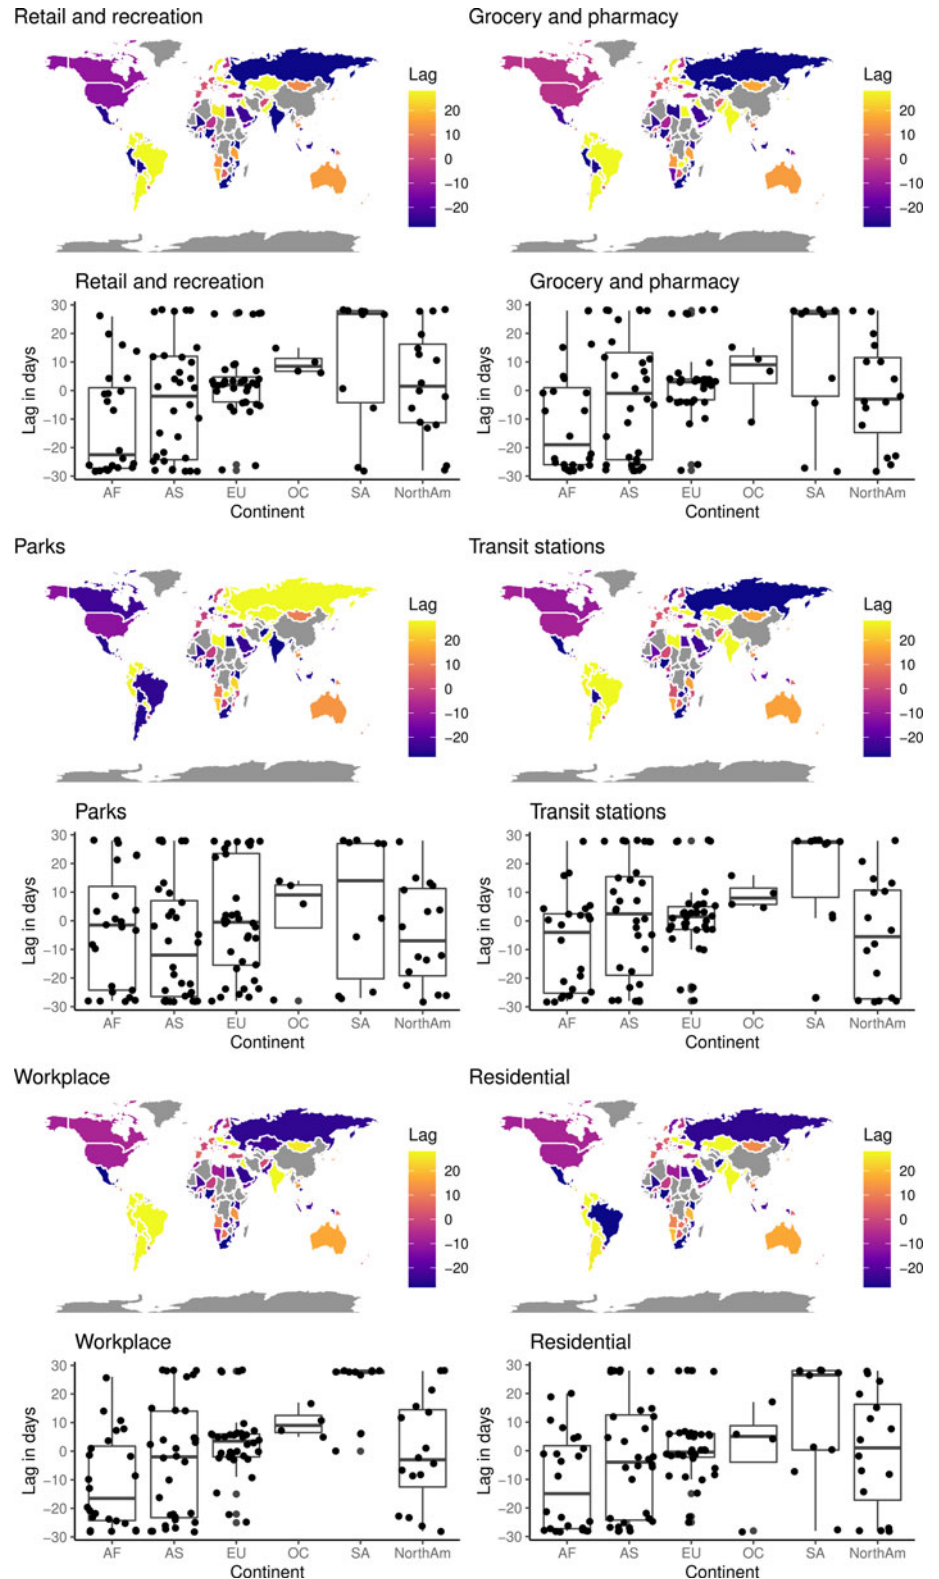 Retail and recreation
Grocery and pharmacy
Lag
20
10
0
−10
−20
Lag
20
10
0
−10
−20
Retail and recreation
Grocery and pharmacy
Lag in days
30
20
10
0
−10
−20
−30
AF AS EU OC SA NorthAm
Continent
Lag in days
30
20
10
0
−10
−20
−30
AF AS EU OC SA NorthAm
Continent
Parks
Transit stations
Lag
20
10
0
−10
−20
Lag
20
10
0
−10
−20
Parks
Transit stations
Lag in days
30
20
10
0
−10
−20
−30
AF AS EU OC SA NorthAm
Continent
Lag in days
30
20
10
0
−10
−20
−30
AF AS EU OC SA NorthAm
Continent
Workplace
Residential
Lag
20
10
0
−10
−20
Lag
20
10
0
−10
−20
Workplace
Residential
Lag in days
30
20
10
0
−10
−20
−30
AF AS EU OC SA NorthAm
Continent
Lag in days
30
20
10
0
−10
−20
−30
AF AS EU OC SA NorthAm
Continent